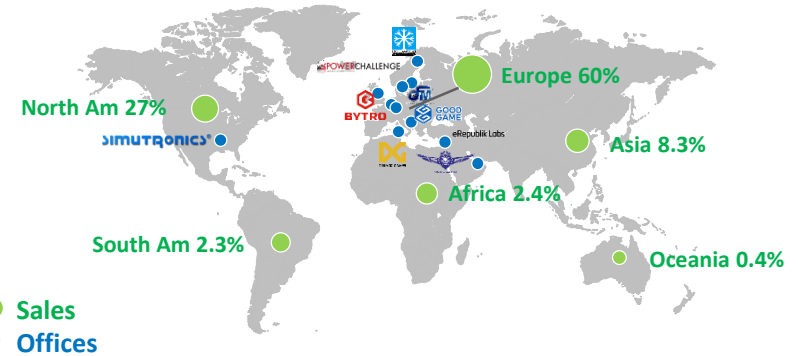 POWERCHALLENGE
Europe 60%
North Am 27%
BYTRO
GOOD
GAME
SIMUTRONICS
eRepublik Labs
Asia 8.3%
Africa 2.4%
South Am 2.3%
Oceania 0.4%
Sales
Offices